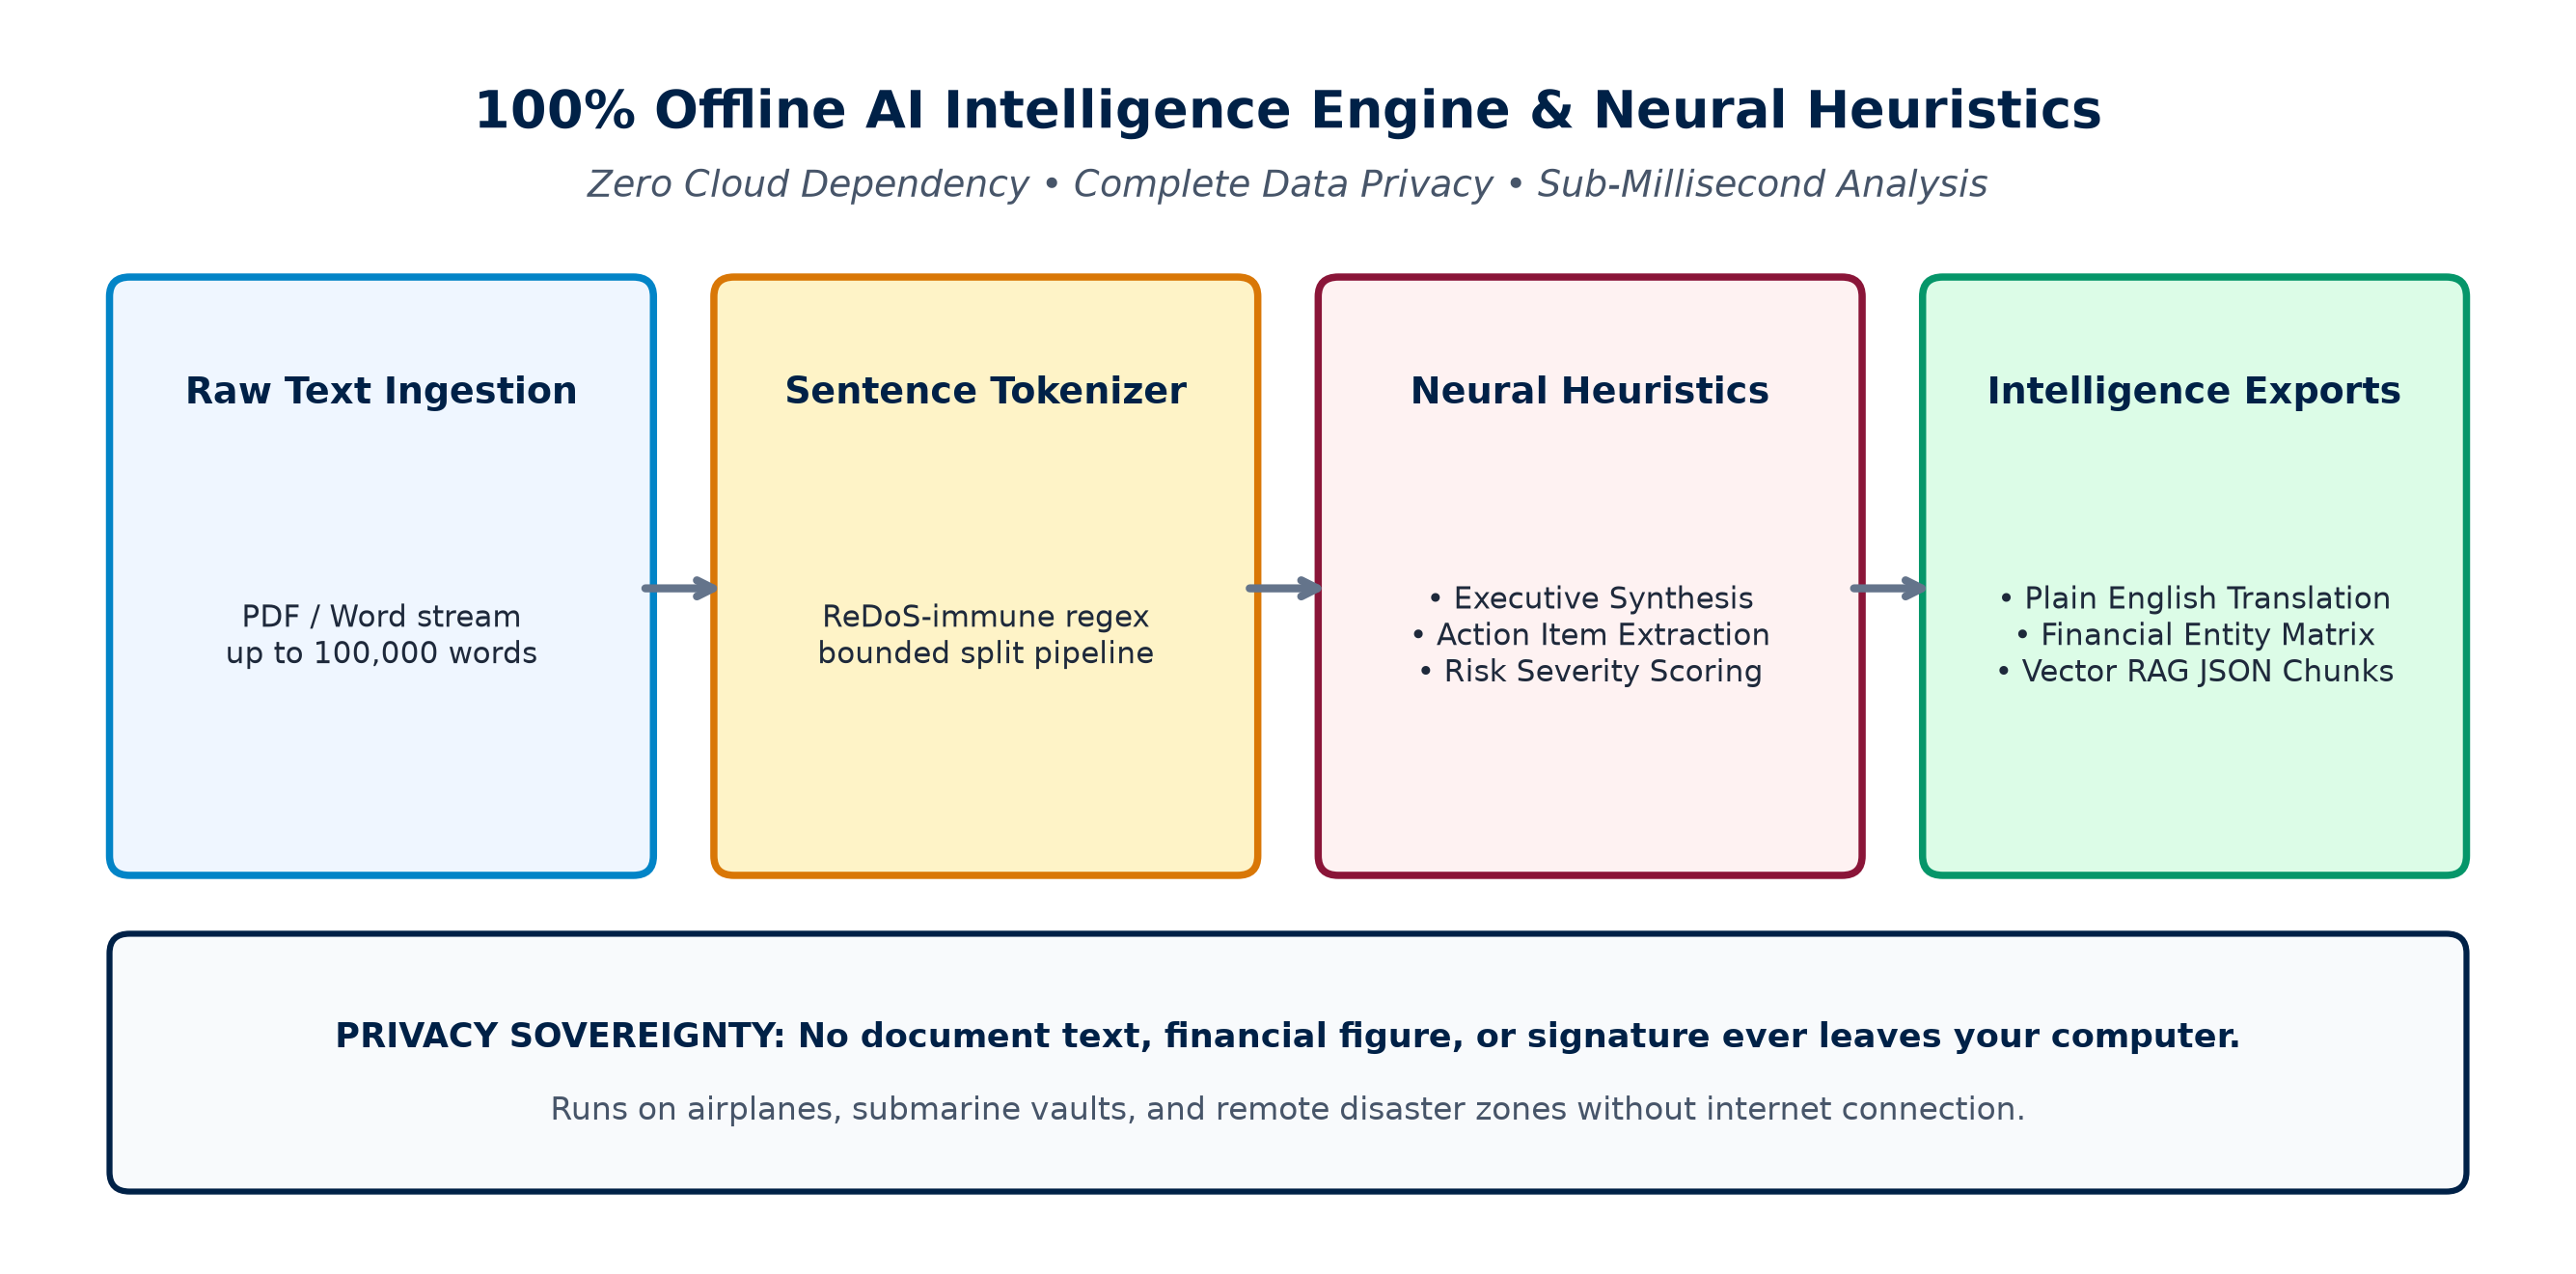 100% Offline AI Intelligence Engine & Neural Heuristics
Zero Cloud Dependency • Complete Data Privacy • Sub-Millisecond Analysis
Raw Text Ingestion
PDF / Word stream
up to 100,000 words
Sentence Tokenizer
ReDoS-immune regex
bounded split pipeline
Neural Heuristics
• Executive Synthesis
• Action Item Extraction
• Risk Severity Scoring
Intelligence Exports
• Plain English Translation
• Financial Entity Matrix
• Vector RAG JSON Chunks
PRIVACY SOVEREIGNTY: No document text, financial figure, or signature ever leaves your computer.
Runs on airplanes, submarine vaults, and remote disaster zones without internet connection.